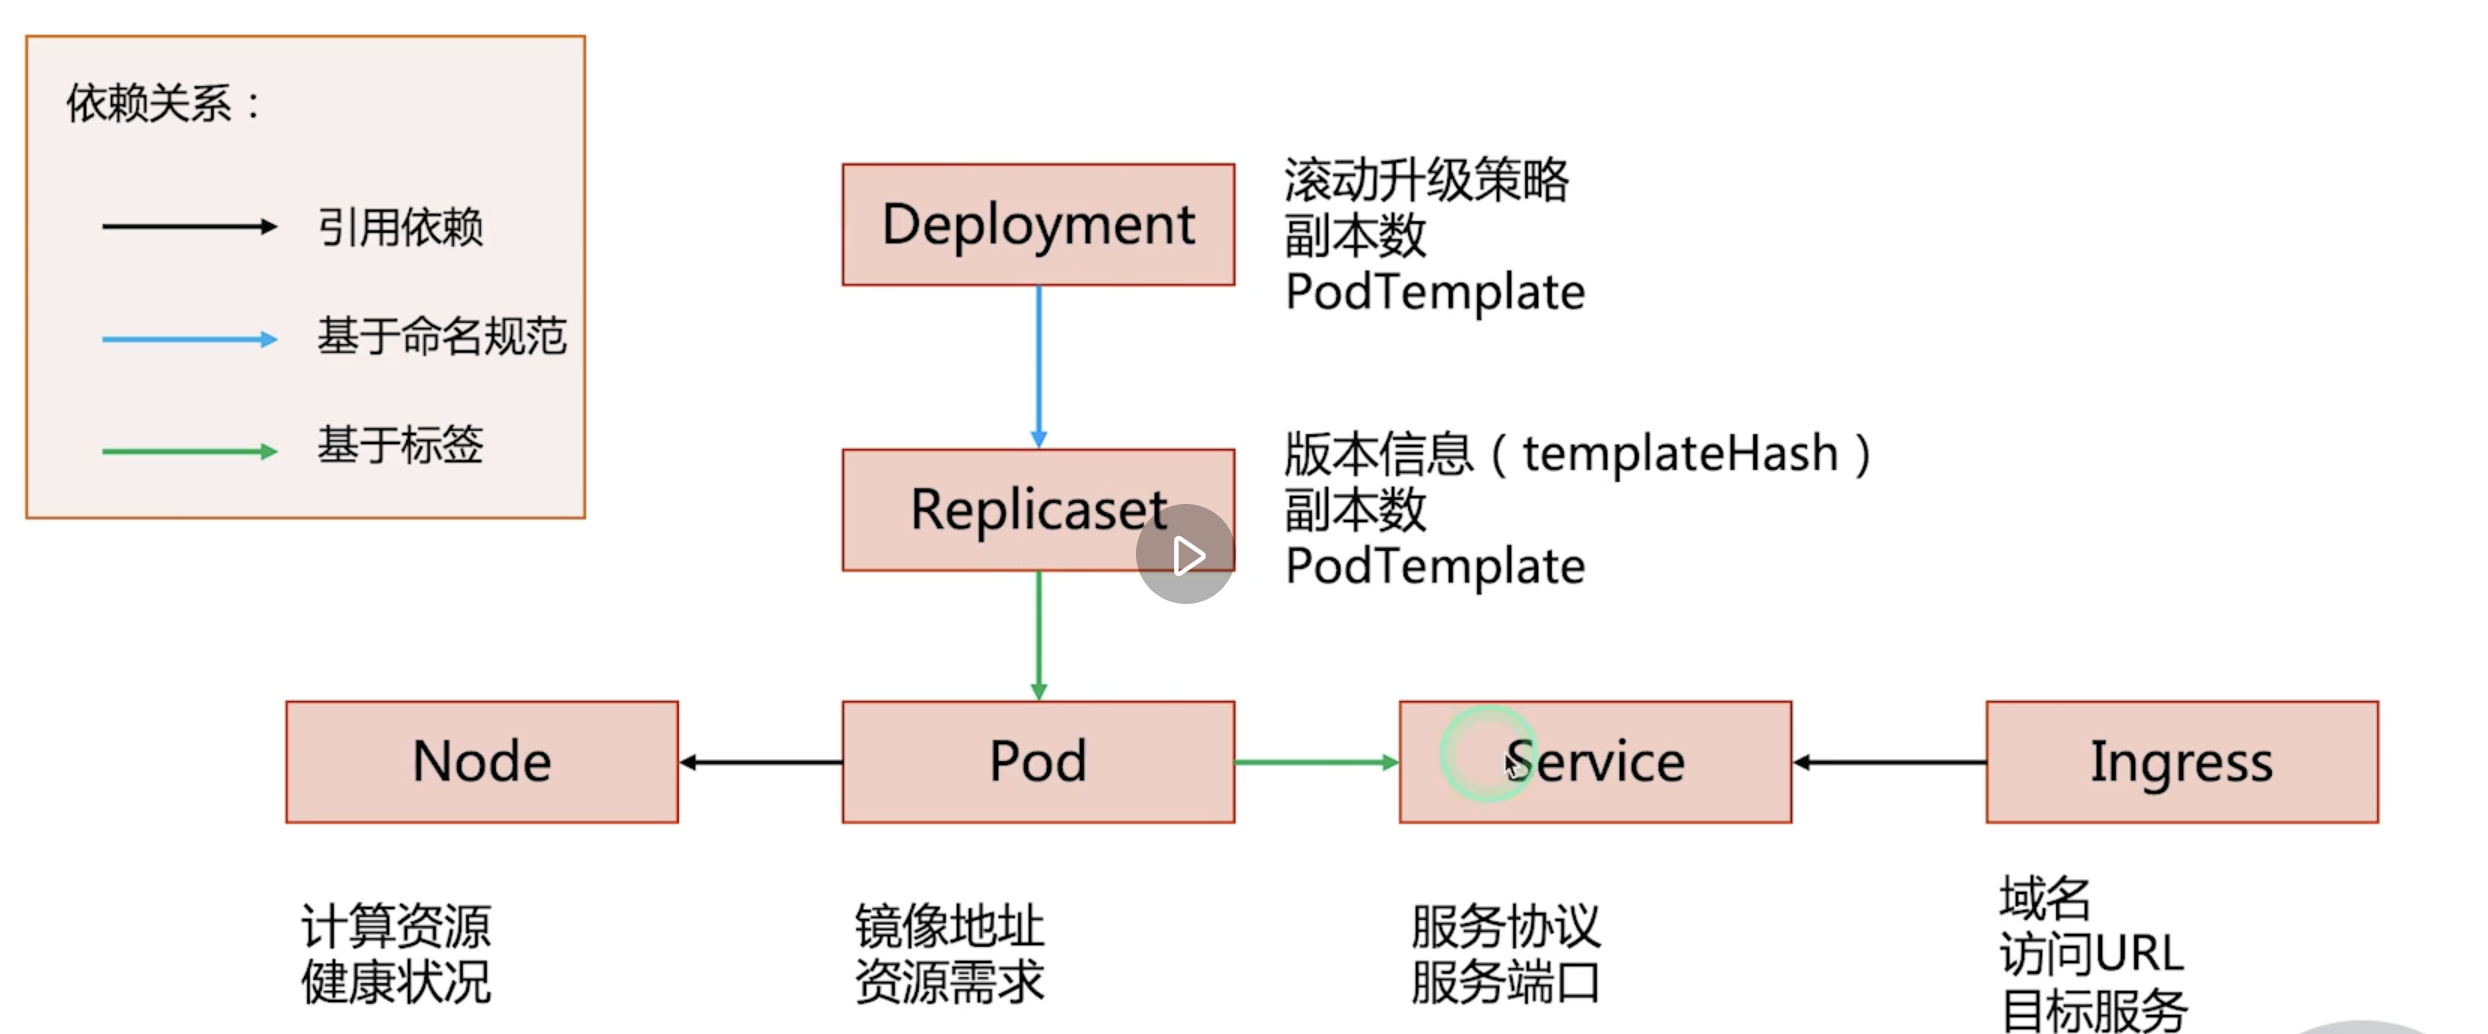 依赖关系：
引用依赖
基于命名规范
基于标签
Deployment
滚动升级策略
副本数
PodTemplate
Replicaset
版本信息（templateHash）
副本数
PodTemplate
Node
Pod
Service
Ingress
计算资源
健康状况
镜像地址
资源需求
服务协议
服务端口
域名
访问URL
目标服务